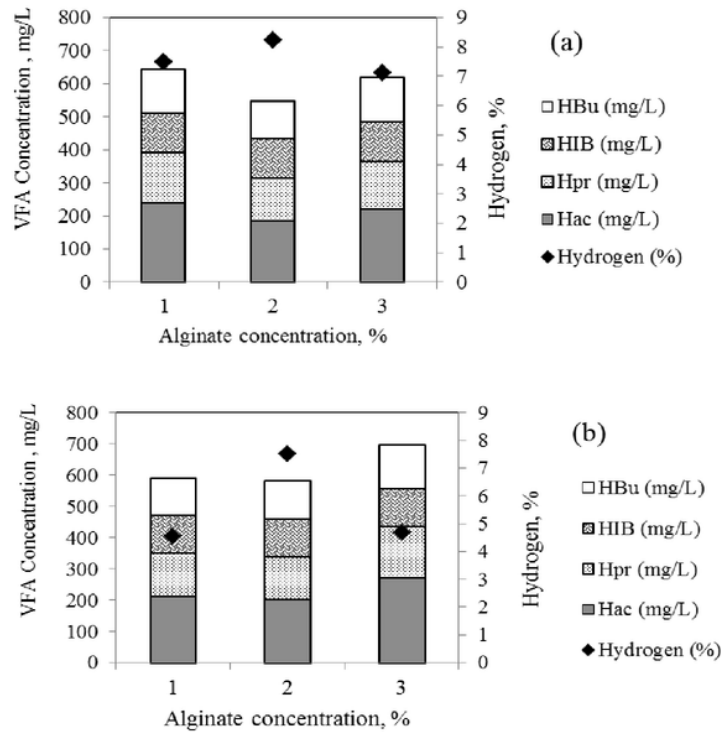 800
700
600
500
400
300
200
100
0
VFA Concentration , mg/L
9
8
7
6
5
4
3
2
1
0
Hydrogen, %
1 2 3
Alginate concentration, %
(a)
HBu (mg/L)
HIB (mg/L)
Hpr (mg/L)
Hac (mg/L)
Hydrogen (%)
800
700
600
500
400
300
200
100
0
VFA Concentration , mg/L
9
8
7
6
5
4
3
2
1
0
Hydrogen, %
1 2 3
Alginate concentration, %
(b)
HBu (mg/L)
HIB (mg/L)
Hpr (mg/L)
Hac (mg/L)
Hydrogen (%)